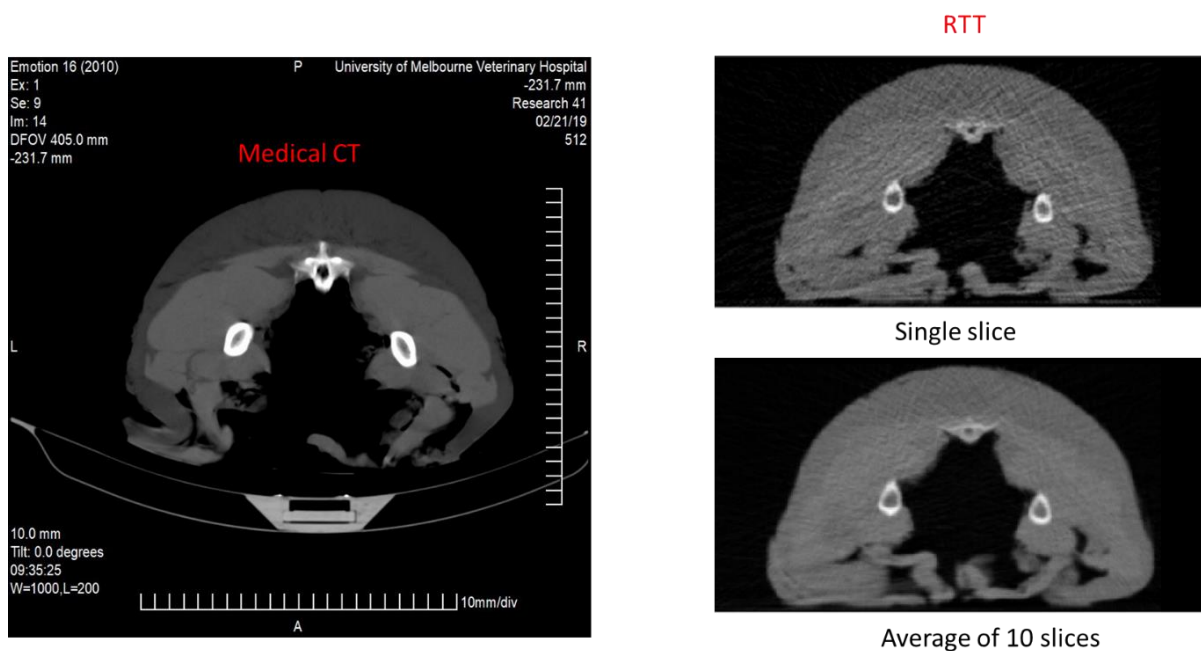 RTT
Emotion 16 (2010)
Ex: 1
Se: 9
Im: 14
DFOV 405.0 mm
-231.7 mm
P
University of Melbourne Veterinary Hospital
-231.7 mm
Research 41
02/21/19
512
Medical CT
L
R
10.0 mm
Tilt: 0.0 degrees
09:35:25
W=1000,L=200
10mm/div
A
Single slice
Average of 10 slices